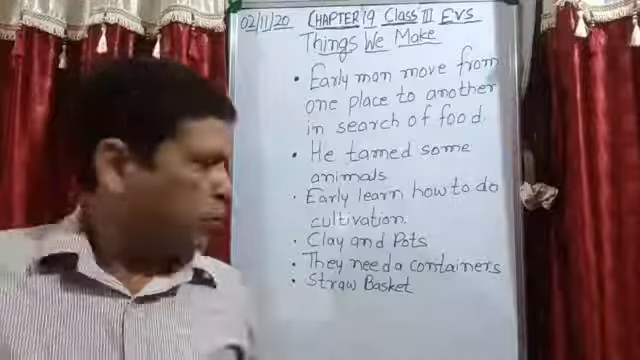 02/11/20 CHAPTER 19 Class III EVS
Things We Make
• Early man move from
one place to another
in search of food.
• He tamed some
animals
• Early learn how to do
cultivation.
• Clay and Pots
• They need a containers
• Straw Basket